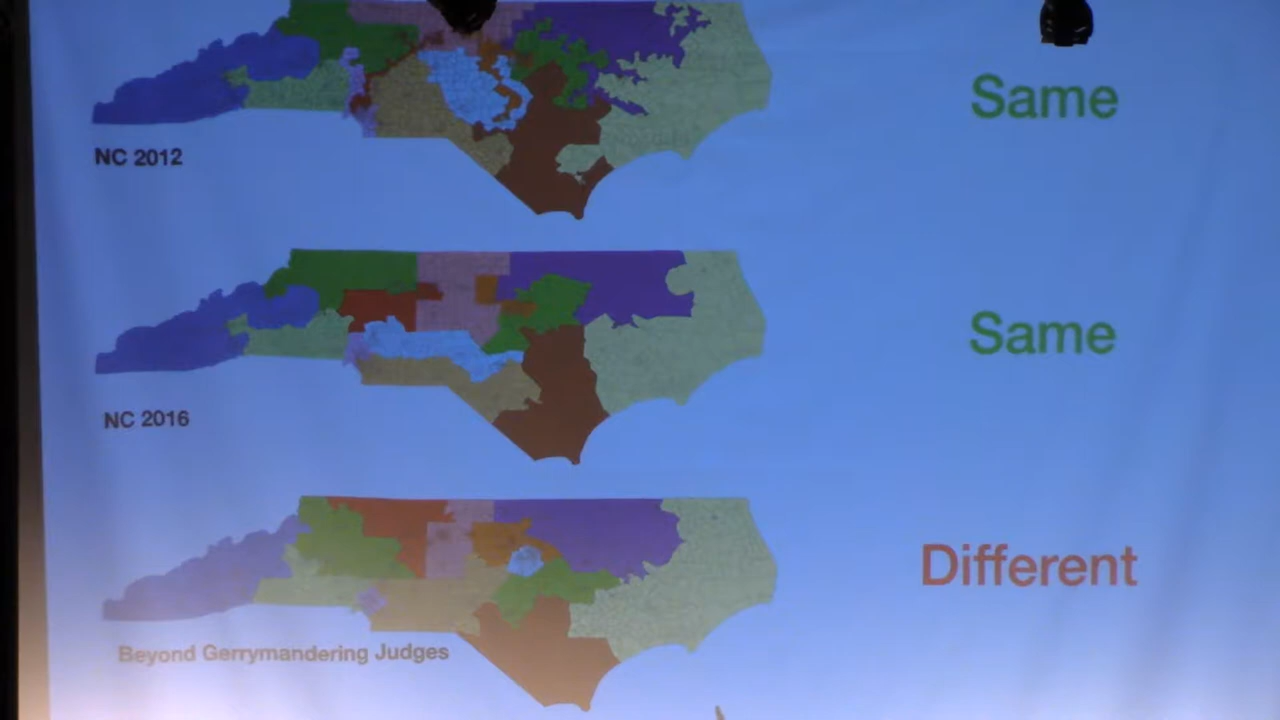 Same
NC 2012
Same
NC 2016
Different
Beyond Gerrymandering Judges